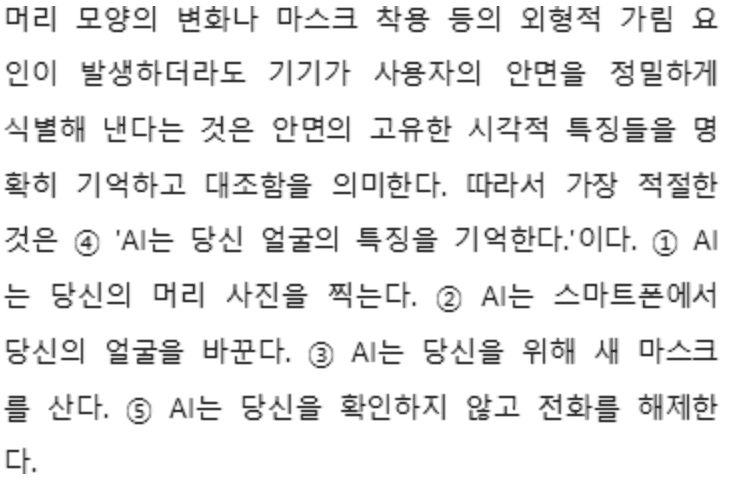 머리 모양의 변화나 마스크 착용 등의 외형적 가림 요
인이 발생하더라도 기기가 사용자의 안면을 정밀하게
식별해 낸다는 것은 안면의 고유한 시각적 특징들을 명
확히 기억하고 대조함을 의미한다. 따라서 가장 적절한
것은 ④ 'AI는 당신 얼굴의 특징을 기억한다.'이다. ① AI
는 당신의 머리 사진을 찍는다. ② AI는 스마트폰에서
당신의 얼굴을 바꾼다. ③ AI는 당신을 위해 새 마스크
를 산다. ⑤ AI는 당신을 확인하지 않고 전화를 해제한
다.